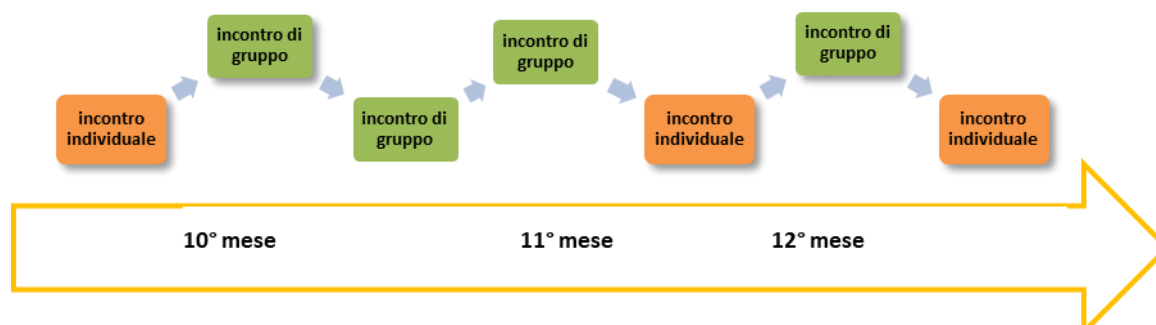 incontro
individuale
incontro di
gruppo
incontro di
gruppo
incontro di
gruppo
incontro
individuale
incontro di
gruppo
incontro
individuale
10° mese
11° mese
12° mese